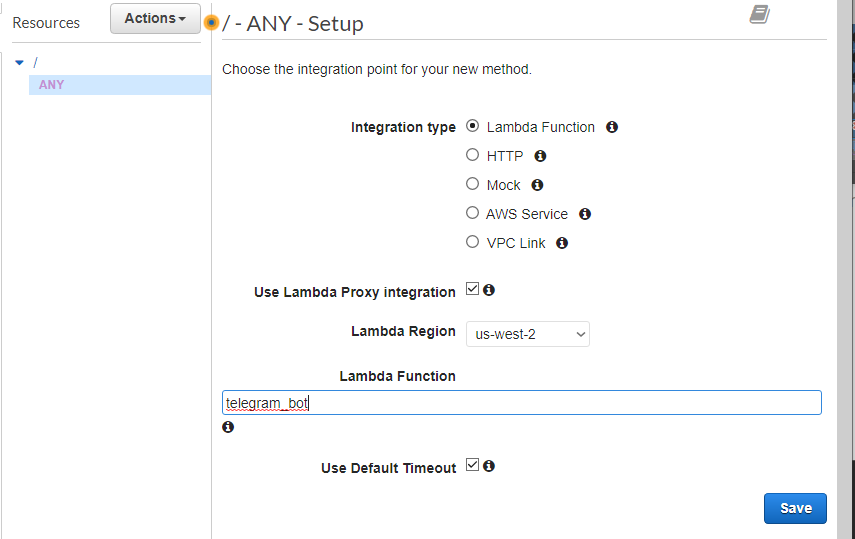 Resources
Actions
/ - ANY - Setup
/
ANY
Choose the integration point for your new method.
Integration type
Lambda Function
HTTP
Mock
AWS Service
VPC Link
Use Lambda Proxy integration
Lambda Region
us-west-2
Lambda Function
telegram_bot
Use Default Timeout
Save